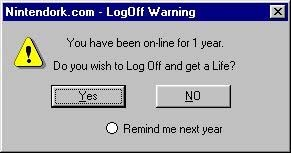 Nintendork.com - LogOff Warning
You have been on-line for 1 year.
Do you wish to Log Off and get a Life?
Yes NO
Remind me next year